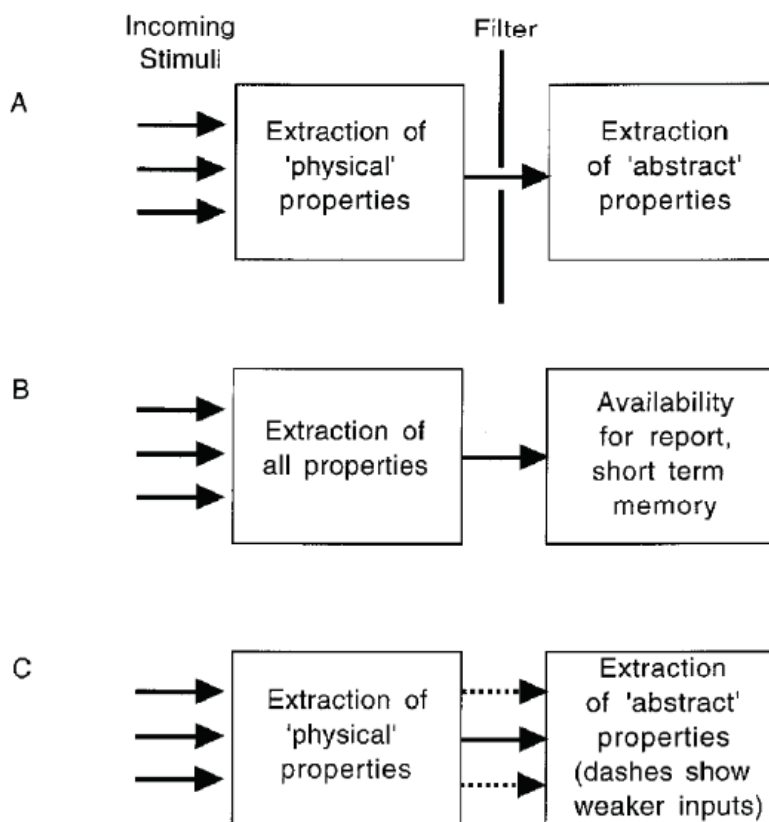 Incoming
Stimuli
Filter
A
Extraction of
'physical'
properties
Extraction
of 'abstract'
properties
B
Extraction of
all properties
Availability
for report,
short term
memory
C
Extraction of
'physical'
properties
Extraction
of 'abstract'
properties
(dashes show
weaker inputs)